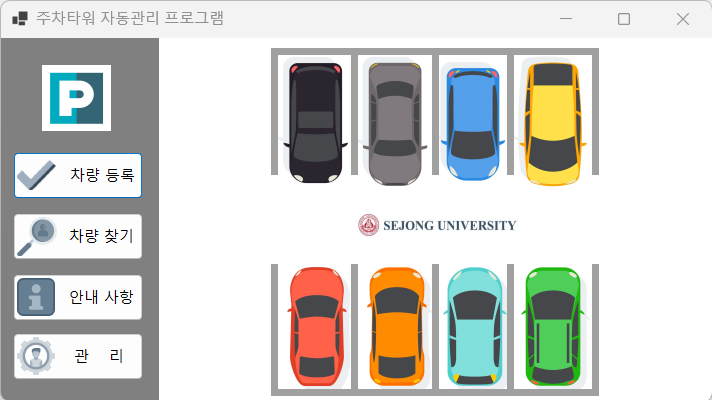 주차타워 자동관리 프로그램
P
차량 등록
차량 찾기
안내 사항
관 리
SEJONG UNIVERSITY